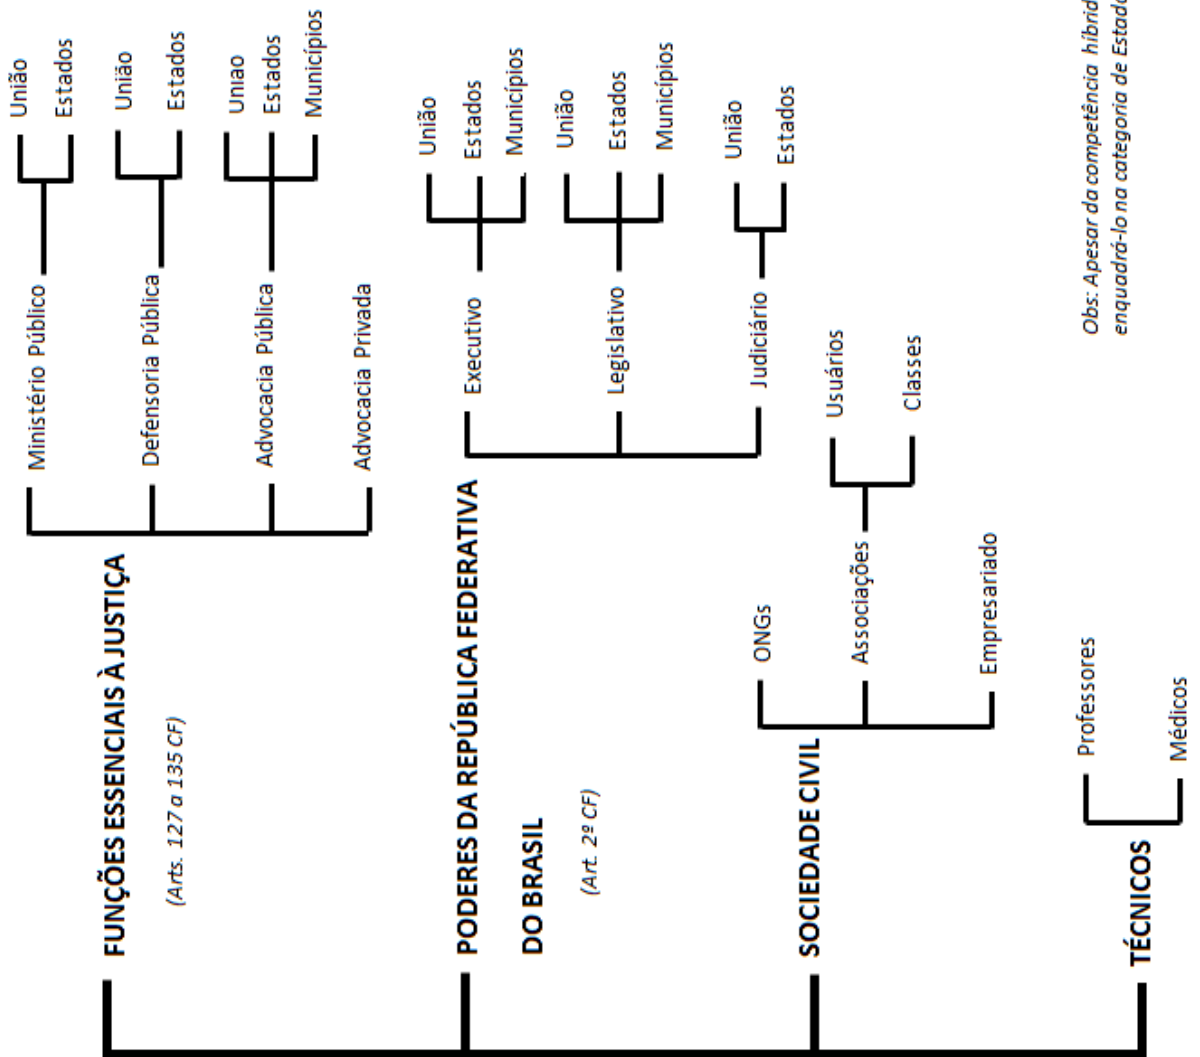 FUNÇÕES ESSENCIAIS À JUSTIÇA
(Arts. 127 a 135 CF)
Ministério Público
União
Estados
Defensoria Pública
União
Estados
Advocacia Pública
União
Estados
Municípios
Advocacia Privada
PODERES DA REPÚBLICA FEDERATIVA
DO BRASIL
(Art. 2º CF)
Executivo
União
Estados
Municípios
Legislativo
União
Estados
Municípios
Judiciário
União
Estados
SOCIEDADE CIVIL
ONGs
Associações
Usuários
Classes
Empresariado
TÉCNICOS
Professores
Médicos
Obs: Apesar da competência
enquadrá-lo na categoria de